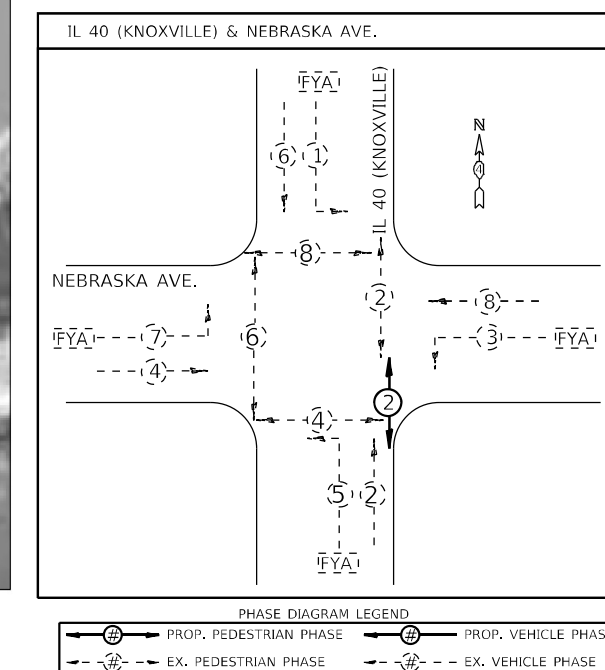 IL 40 (KNOXVILLE) & NEBRASKA AVE.
FYA
IL 40 (KNOXVILLE)
N
4
6
1
8
NEBRASKA AVE.
2
8
FYA
7
6
3
FYA
4
2
4
5
2
FYA
PHASE DIAGRAM LEGEND
# PROP. PEDESTRIAN PHASE # PROP. VEHICLE PHAS
# EX. PEDESTRIAN PHASE # EX. VEHICLE PHASE